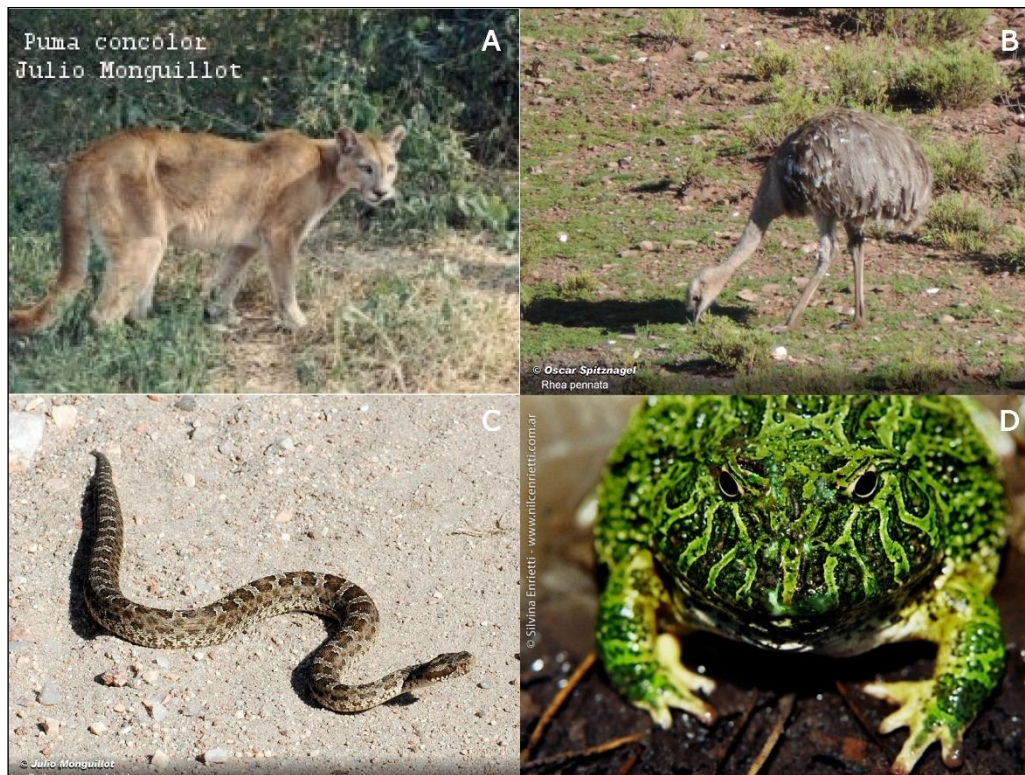 Puma concolor
Julio Monguillot
A
B
© Oscar Spitznagel
Rhea pennata
C
© Julio Monguillot
D
© Silvina Enrietti - www.nilcenrietti.com.ar